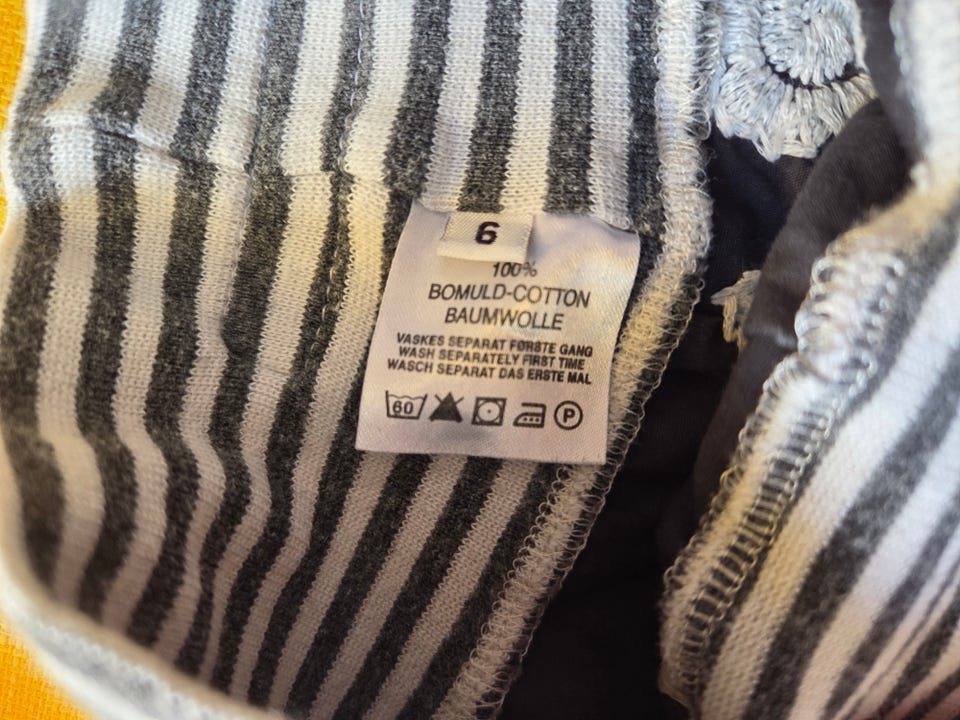 6
100%
BOMULD-COTTON
BAUMWOLLE
VASKES SEPARAT FØRSTE GANG
WASH SEPARATELY FIRST TIME
WASCH SEPARAT DAS ERSTE MAL
60 P